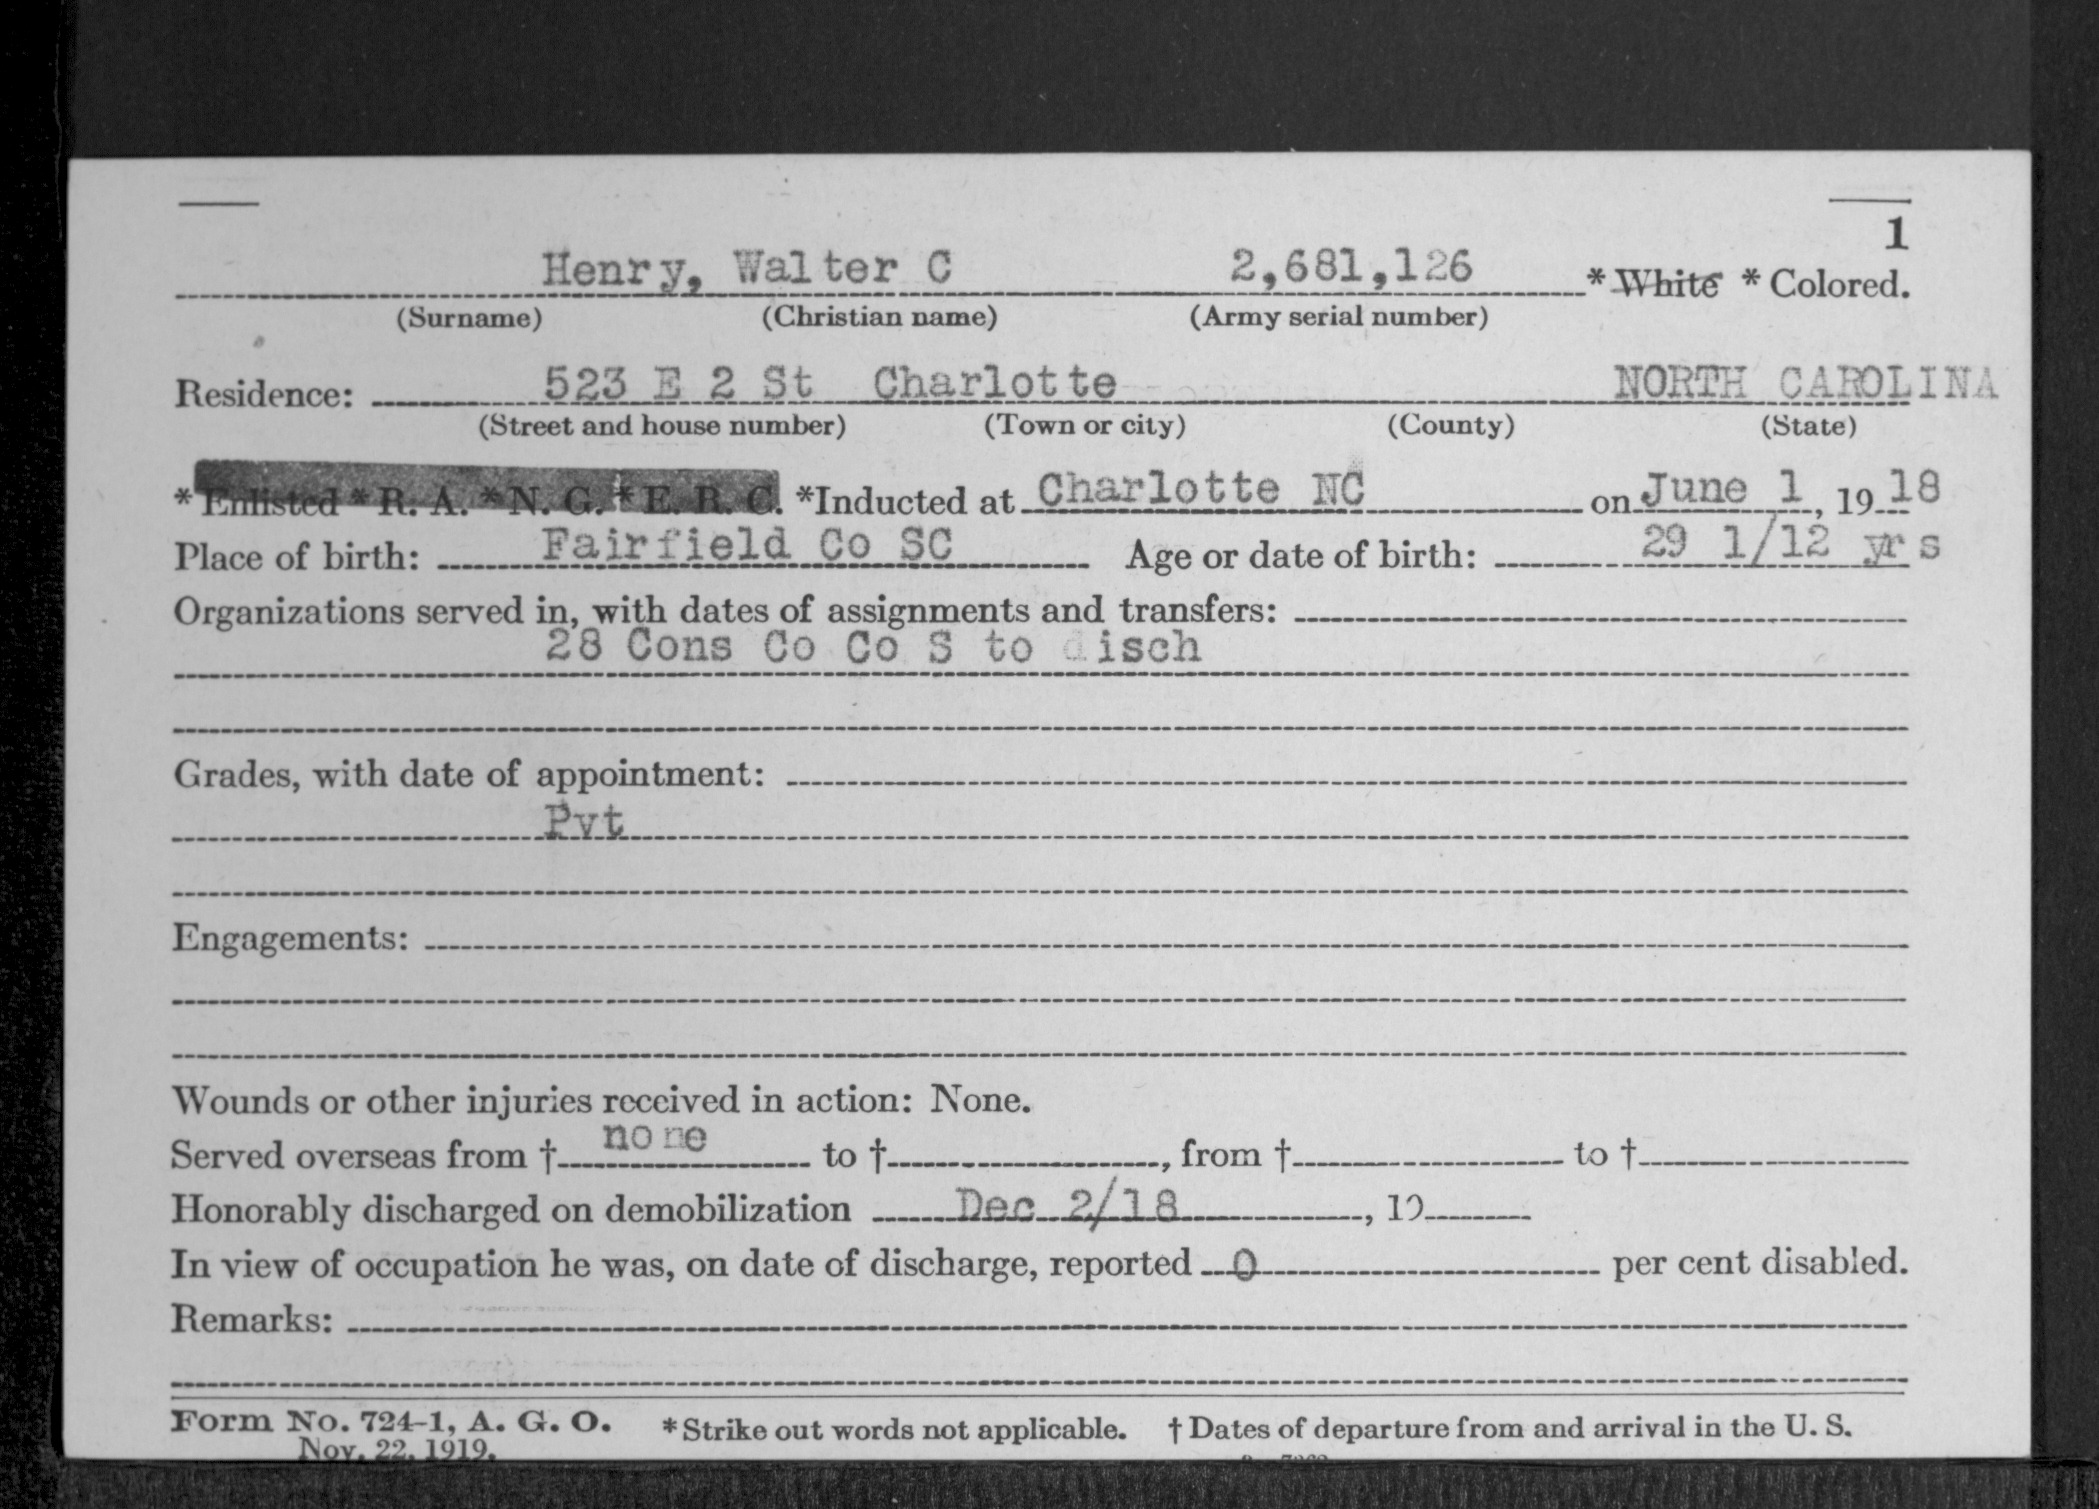 1
Henry, Walter C 2,681,126 * White * Colored.
(Surname) (Christian name) (Army serial number)
Residence: 523 E 2 St Charlotte NORTH CAROLINA
(Street and house number) (Town or city) (County) (State)
* Enlisted * R. A. * N. G. * E. R. C. *Inducted at Charlotte NC on June 1, 1918
Place of birth: Fairfield Co SC Age or date of birth: 29 1/12 yrs
Organizations served in, with dates of assignments and transfers:
28 Cons Co Co S to disch
Grades, with date of appointment:
Pvt
Engagements:
Wounds or other injuries received in action: None.
Served overseas from † none to †, from † to †
Honorably discharged on demobilization Dec 2/18, 19
In view of occupation he was, on date of discharge, reported 0 per cent disabled.
Remarks:
Form No. 724-1, A. G. O. * Strike out words not applicable. † Dates of departure from and arrival in the U. S.
Nov. 22, 1919.